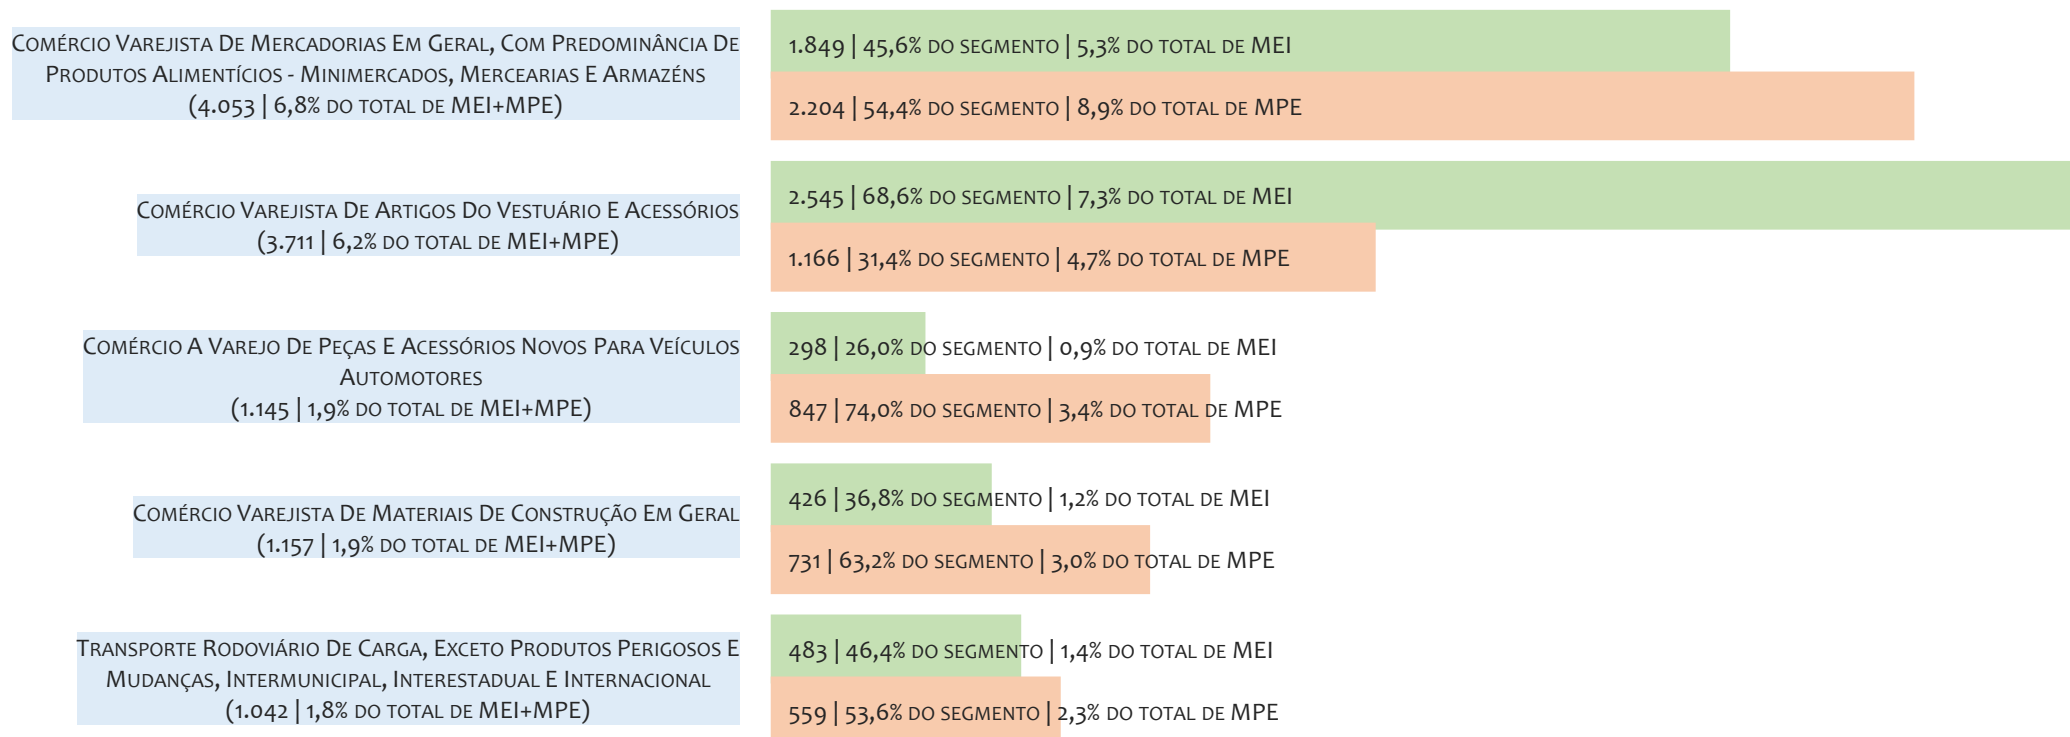 Comércio Varejista De Mercadorias Em Geral, Com Predominância De
Produtos Alimentícios - Minimercados, Mercearias E Armazéns
(4.053 | 6,8% do total de MEI+MPE)
1.849 | 45,6% do segmento | 5,3% do total de MEI
2.204 | 54,4% do segmento | 8,9% do total de MPE
Comércio Varejista De Artigos Do Vestuário E Acessórios
(3.711 | 6,2% do total de MEI+MPE)
2.545 | 68,6% do segmento | 7,3% do total de MEI
1.166 | 31,4% do segmento | 4,7% do total de MPE
Comércio A Varejo De Peças E Acessórios Novos Para Veículos
Automotores
(1.145 | 1,9% do total de MEI+MPE)
298 | 26,0% do segmento | 0,9% do total de MEI
847 | 74,0% do segmento | 3,4% do total de MPE
Comércio Varejista De Materiais De Construção Em Geral
(1.157 | 1,9% do total de MEI+MPE)
426 | 36,8% do segmento | 1,2% do total de MEI
731 | 63,2% do segmento | 3,0% do total de MPE
Transporte Rodoviário De Carga, Exceto Produtos Perigosos E
Mudanças, Intermunicipal, Interestadual E Internacional
(1.042 | 1,8% do total de MEI+MPE)
483 | 46,4% do segmento | 1,4% do total de MEI
559 | 53,6% do segmento | 2,3% do total de MPE